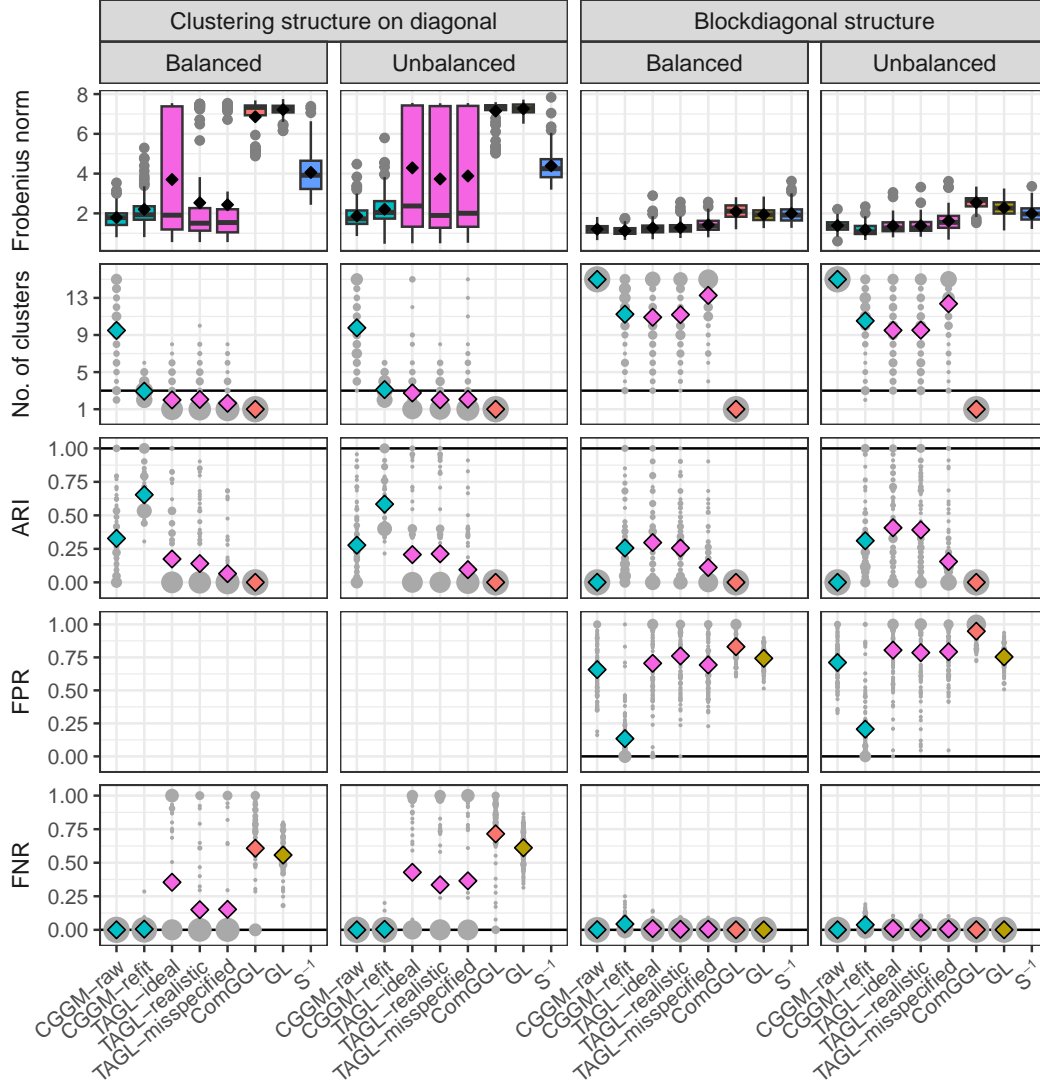 Clustering structure on diagonal
Blockdiagonal structure
Balanced
Unbalanced
Balanced
Unbalanced
Frobenius norm
8
6
4
2
No. of clusters
13
9
5
1
ARI
1.00
0.75
0.50
0.25
0.00
FPR
1.00
0.75
0.50
0.25
0.00
FNR
1.00
0.75
0.50
0.25
0.00
CGGM−raw
CGGM−refit
TAGL−ideal
TAGL−realistic
TAGL−misspecified
ComGGL
GL
S⁻¹
CGGM−raw
CGGM−refit
TAGL−ideal
TAGL−realistic
TAGL−misspecified
ComGGL
GL
S⁻¹
CGGM−raw
CGGM−refit
TAGL−ideal
TAGL−realistic
TAGL−misspecified
ComGGL
GL
S⁻¹
CGGM−raw
CGGM−refit
TAGL−ideal
TAGL−realistic
TAGL−misspecified
ComGGL
GL
S⁻¹